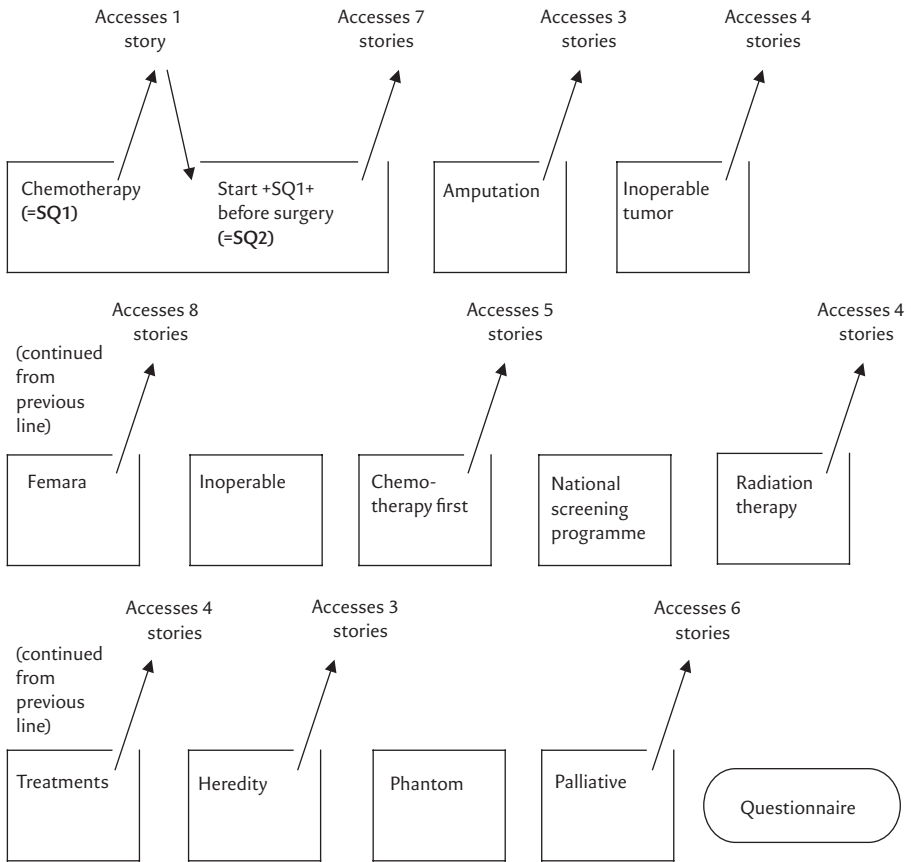 Accesses 1
story
Accesses 7
stories
Accesses 3
stories
Accesses 4
stories
Chemotherapy
(=SQ1)
Start +SQ1+
before surgery
(=SQ2)
Amputation
Inoperable
tumor
Accesses 8
stories
Accesses 5
stories
Accesses 4
stories
(continued
from
previous
line)
Femara
Inoperable
Chemo-
therapy first
National
screening
programme
Radiation
therapy
Accesses 4
stories
Accesses 3
stories
Accesses 6
stories
(continued
from
previous
line)
Treatments
Heredity
Phantom
Palliative
Questionnaire